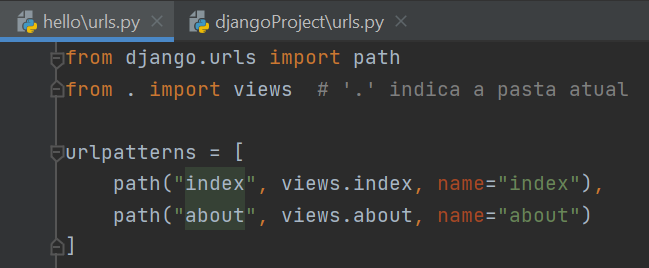 hello\urls.py djangoProject\urls.py
from django.urls import path
from . import views  # '.' indica a pasta atual
urlpatterns = [
    path("index", views.index, name="index"),
    path("about", views.about, name="about")
]